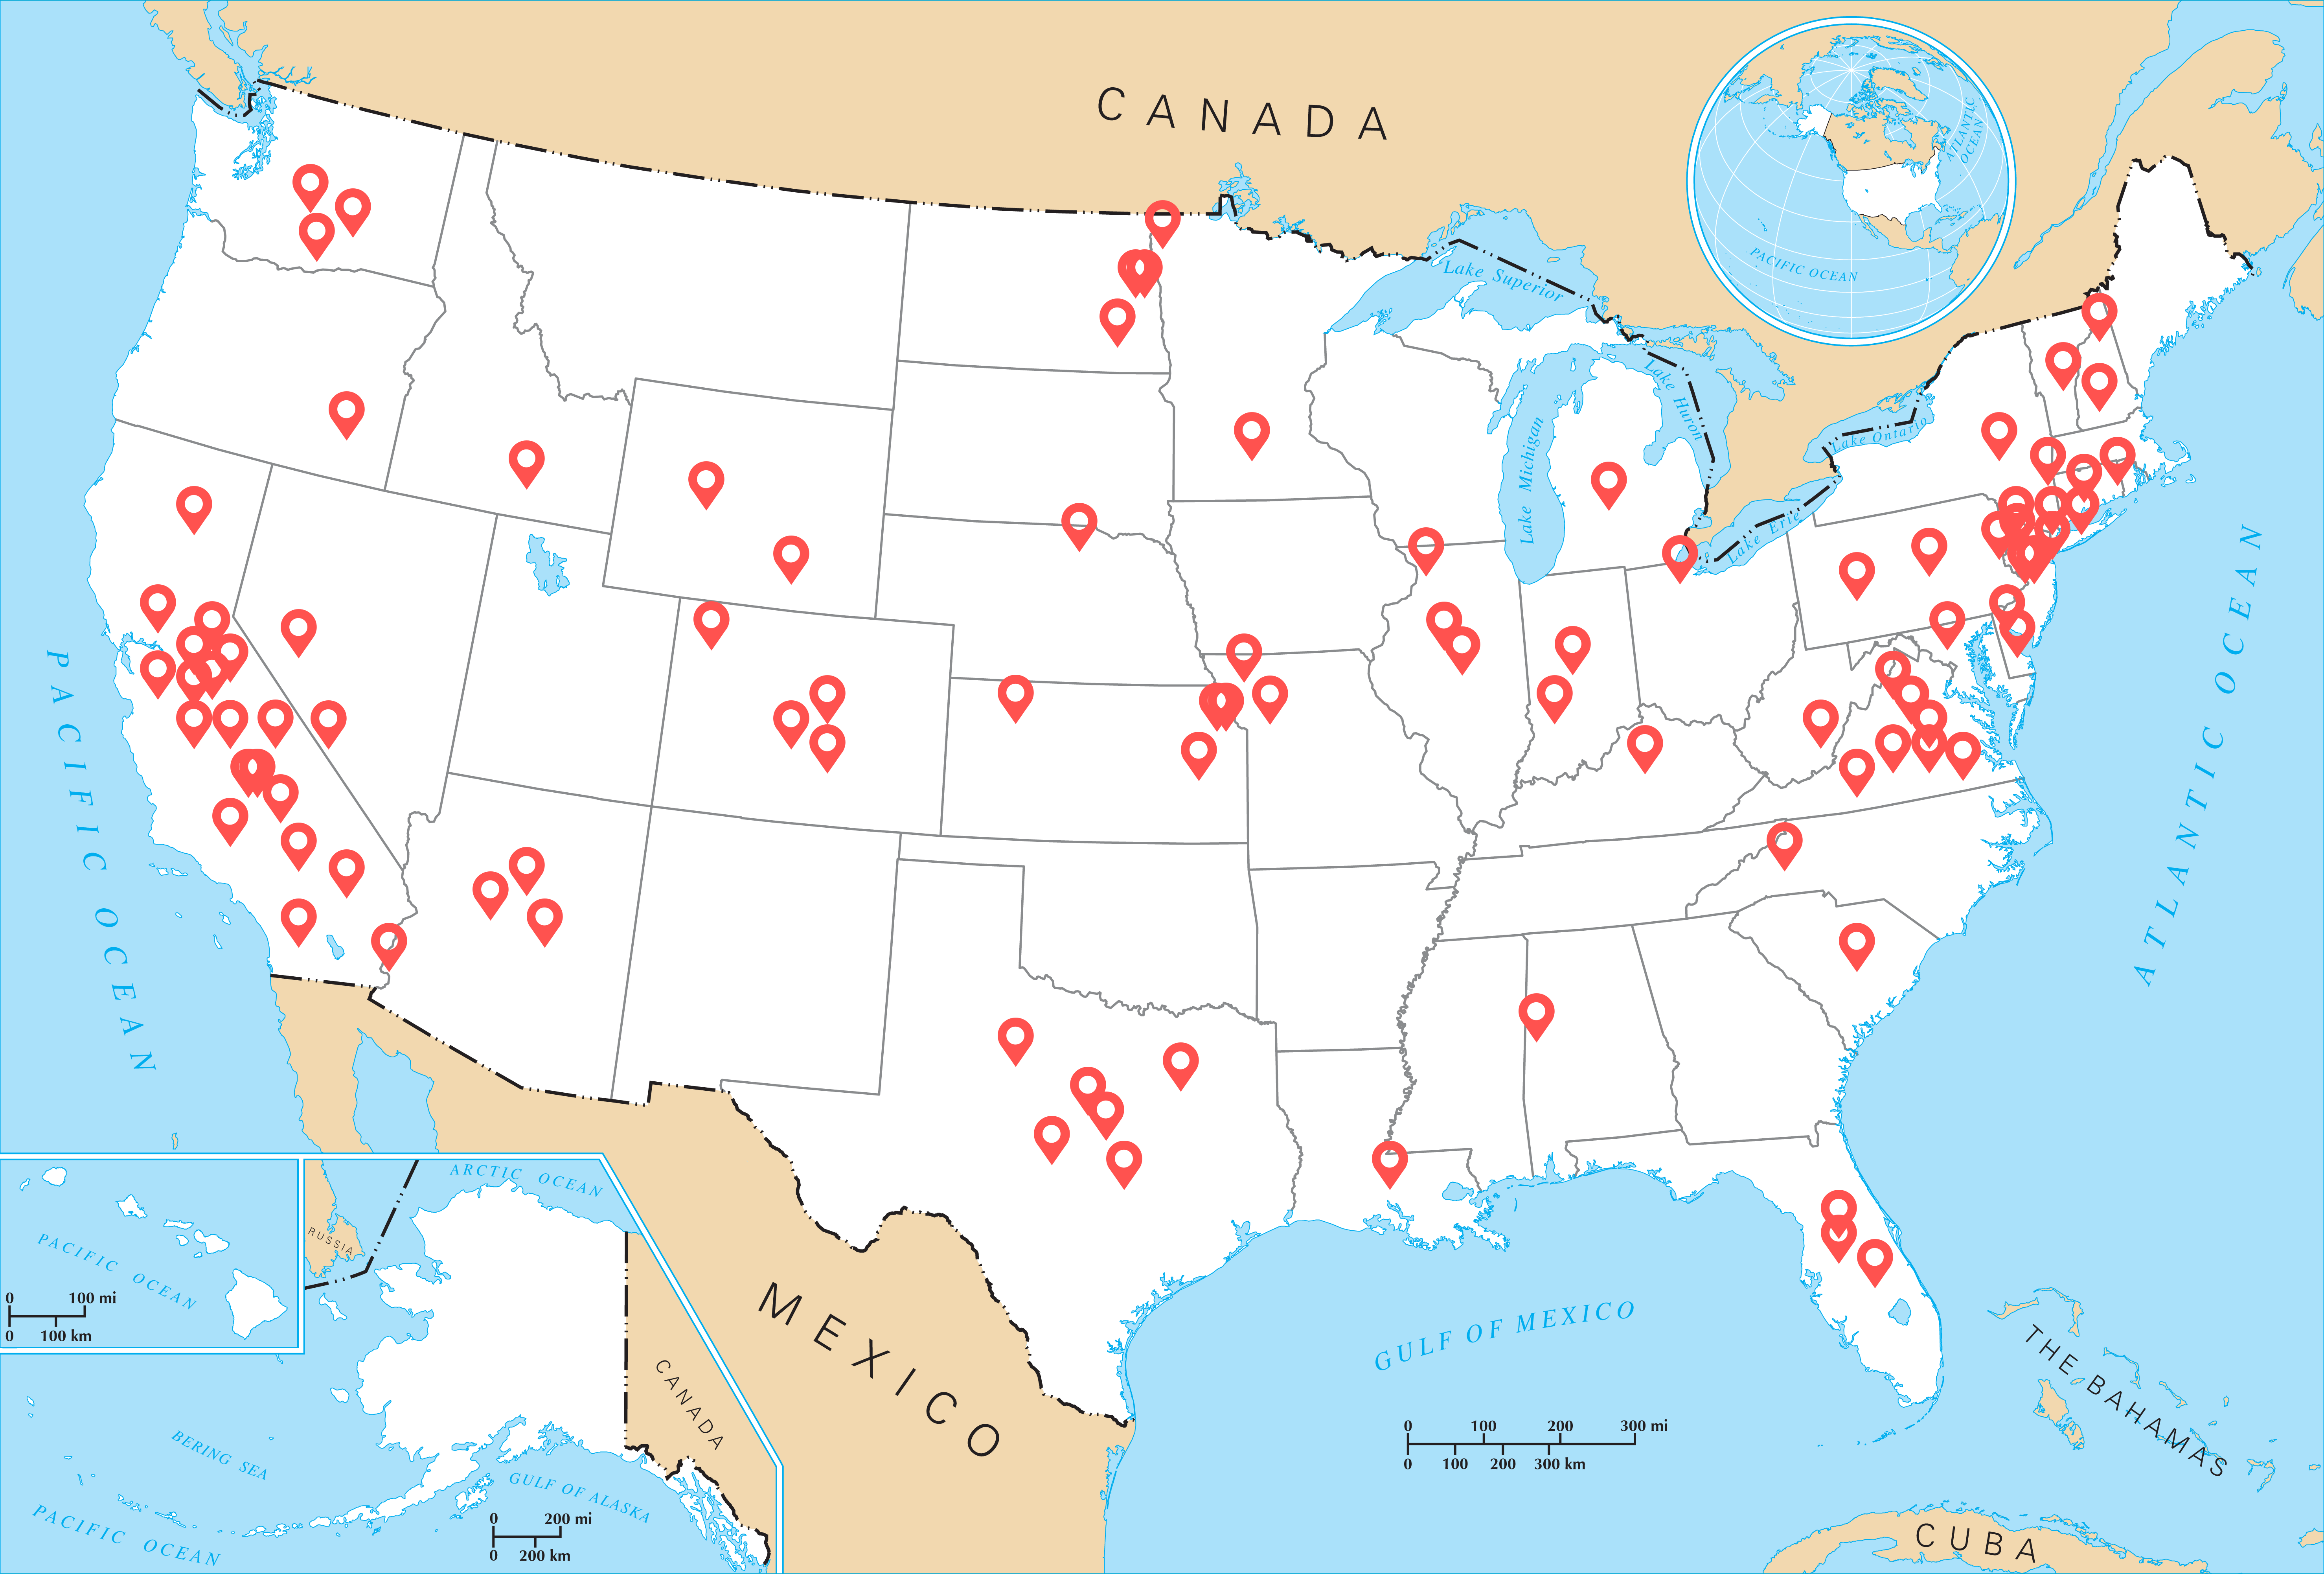 CANADA
ATLANTIC
OCEAN
PACIFIC OCEAN
Lake Superior
Lake Michigan
Lake Huron
Lake Ontario
Lake Erie
PACIFIC OCEAN
ATLANTIC OCEAN
ARCTIC OCEAN
RUSSIA
PACIFIC OCEAN
0 100 mi
0 100 km
MEXICO
GULF OF MEXICO
THE BAHAMAS
CANADA
BERING SEA
GULF OF ALASKA
PACIFIC OCEAN
0 200 mi
0 200 km
0 100 200 300 mi
0 100 200 300 km
CUBA